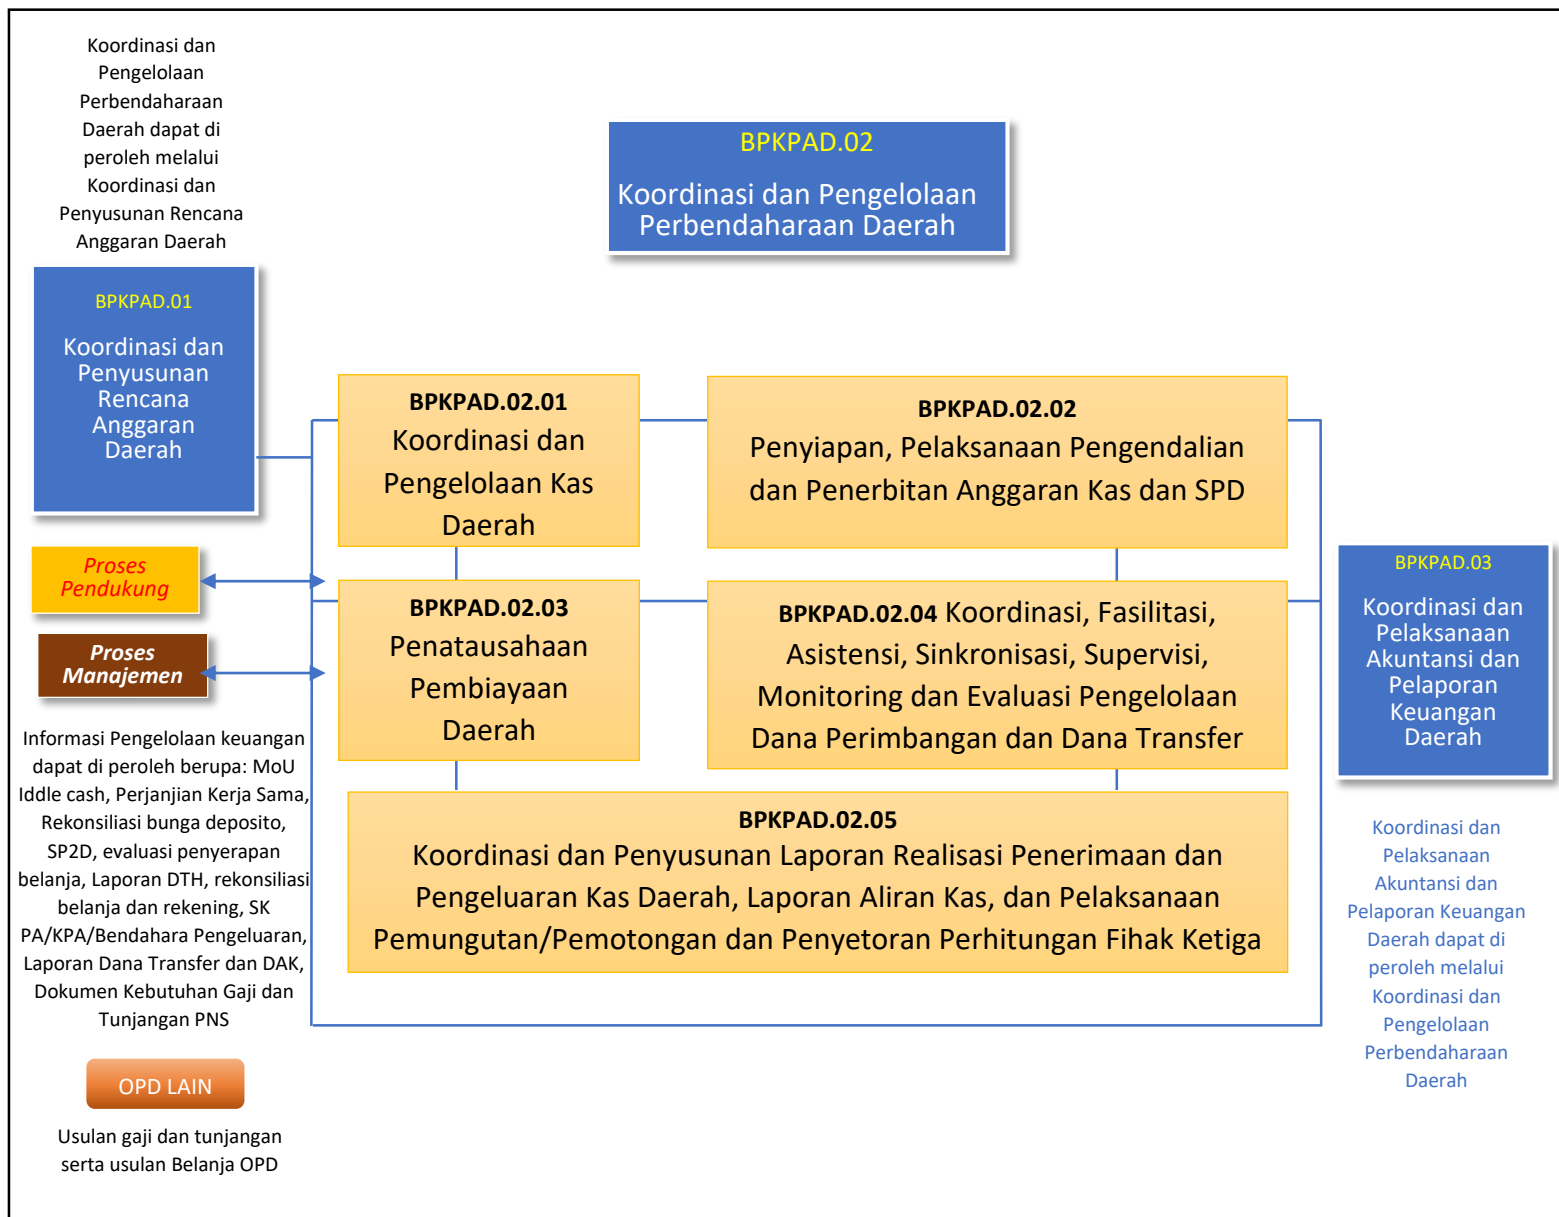 Koordinasi dan
Pengelolaan
Perbendaharaan
Daerah dapat di
peroleh melalui
Koordinasi dan
Penyusunan Rencana
Anggaran Daerah
BPKPAD.02
Koordinasi dan Pengelolaan
Perbendaharaan Daerah
BPKPAD.01
Koordinasi dan
Penyusunan
Rencana
Anggaran
Daerah
BPKPAD.02.01
Koordinasi dan
Pengelolaan Kas
Daerah
BPKPAD.02.02
Penyiapan, Pelaksanaan Pengendalian
dan Penerbitan Anggaran Kas dan SPD
Proses
Pendukung
Proses
Manajemen
BPKPAD.02.03
Penatausahaan
Pembiayaan
Daerah
BPKPAD.02.04 Koordinasi, Fasilitasi,
Asistensi, Sinkronisasi, Supervisi,
Monitoring dan Evaluasi Pengelolaan
Dana Perimbangan dan Dana Transfer
BPKPAD.03
Koordinasi dan
Pelaksanaan
Akuntansi dan
Pelaporan
Keuangan
Daerah
Informasi Pengelolaan keuangan
dapat di peroleh berupa: MoU
Iddle cash, Perjanjian Kerja Sama,
Rekonsiliasi bunga deposito,
SP2D, evaluasi penyerapan
belanja, Laporan DTH, rekonsiliasi
belanja dan rekening, SK
PA/KPA/Bendahara Pengeluaran,
Laporan Dana Transfer dan DAK,
Dokumen Kebutuhan Gaji dan
Tunjangan PNS
BPKPAD.02.05
Koordinasi dan Penyusunan Laporan Realisasi Penerimaan dan
Pengeluaran Kas Daerah, Laporan Aliran Kas, dan Pelaksanaan
Pemungutan/Pemotongan dan Penyetoran Perhitungan Fihak Ketiga
Koordinasi dan
Pelaksanaan
Akuntansi dan
Pelaporan Keuangan
Daerah dapat di
peroleh melalui
Koordinasi dan
Pengelolaan
Perbendaharaan
Daerah
OPD LAIN
Usulan gaji dan tunjangan
serta usulan Belanja OPD